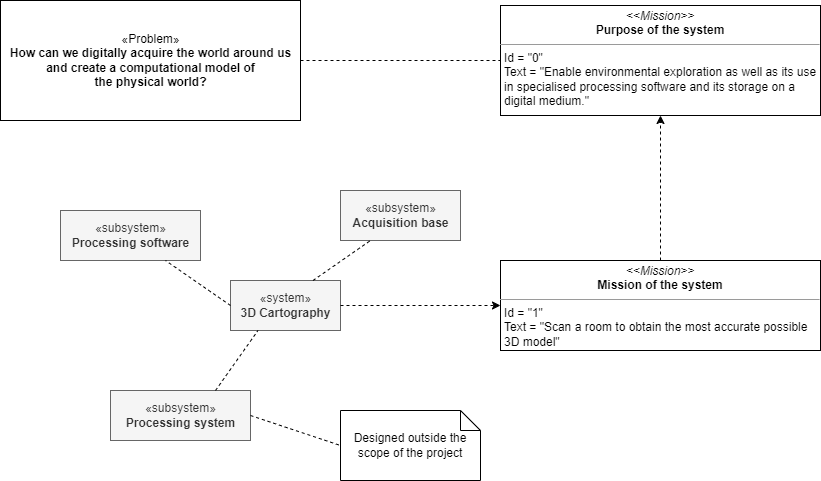 «Problem»
How can we digitally acquire the world around us
and create a computational model of
the physical world?
<<Mission>>
Purpose of the system
Id = "0"
Text = "Enable environmental exploration as well as its use
in specialised processing software and its storage on a
digital medium."
«subsystem»
Acquisition base
«subsystem»
Processing software
«system»
3D Cartography
<<Mission>>
Mission of the system
Id = "1"
Text = "Scan a room to obtain the most accurate possible
3D model"
«subsystem»
Processing system
Designed outside the
scope of the project